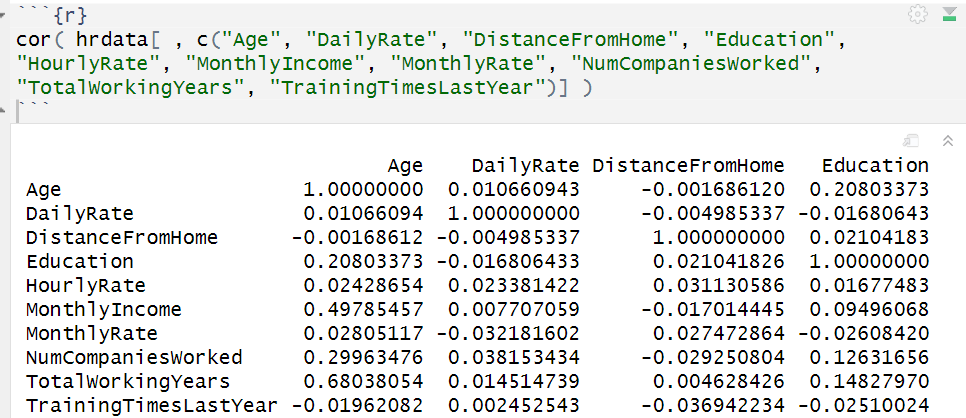 ```{r}
cor( hrdata[ , c("Age", "DailyRate", "DistanceFromHome", "Education",
"HourlyRate", "MonthlyIncome", "MonthlyRate", "NumCompaniesWorked",
"TotalWorkingYears", "TrainingTimesLastYear")] )
```
Age DailyRate DistanceFromHome Education
Age 1.00000000 0.010660943 -0.001686120 0.20803373
DailyRate 0.01066094 1.000000000 -0.004985337 -0.01680643
DistanceFromHome -0.00168612 -0.004985337 1.000000000 0.02104183
Education 0.20803373 -0.016806433 0.021041826 1.00000000
HourlyRate 0.02428654 0.023381422 0.031130586 0.01677483
MonthlyIncome 0.49785457 0.007707059 -0.017014445 0.09496068
MonthlyRate 0.02805117 -0.032181602 0.027472864 -0.02608420
NumCompaniesWorked 0.29963476 0.038153434 -0.029250804 0.12631656
TotalWorkingYears 0.68038054 0.014514739 0.004628426 0.14827970
TrainingTimesLastYear -0.01962082 0.002452543 -0.036942234 -0.02510024